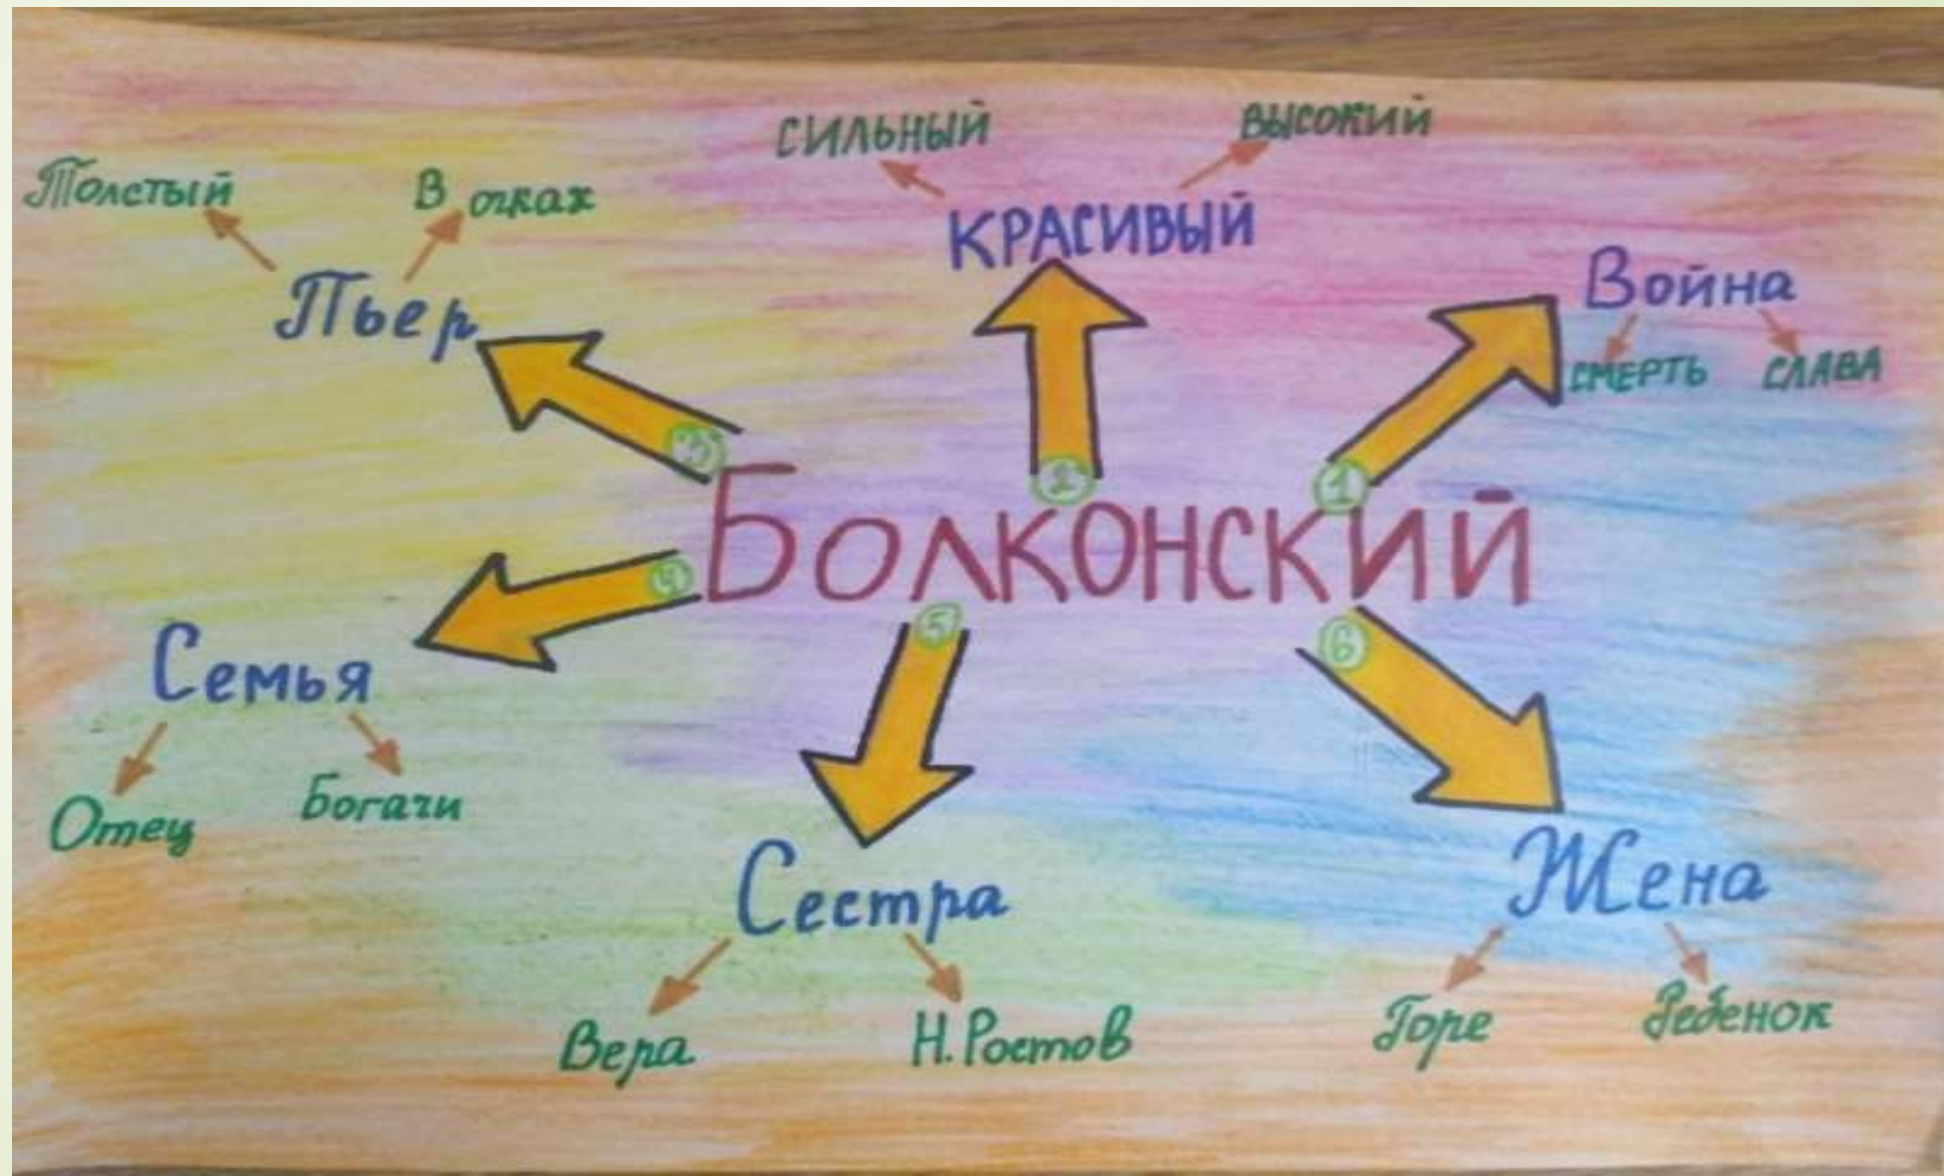 СИЛЬНЫЙ
ВЫСОКИЙ
Толстый
В очках
КРАСИВЫЙ
Пьер
Война
СМЕРТЬ
СЛАВА
3
2
1
БОЛКОНСКИЙ
4
5
6
Семья
Отец
Богачи
Сестра
Жена
Вера
Н. Ростов
Горе
Ребенок